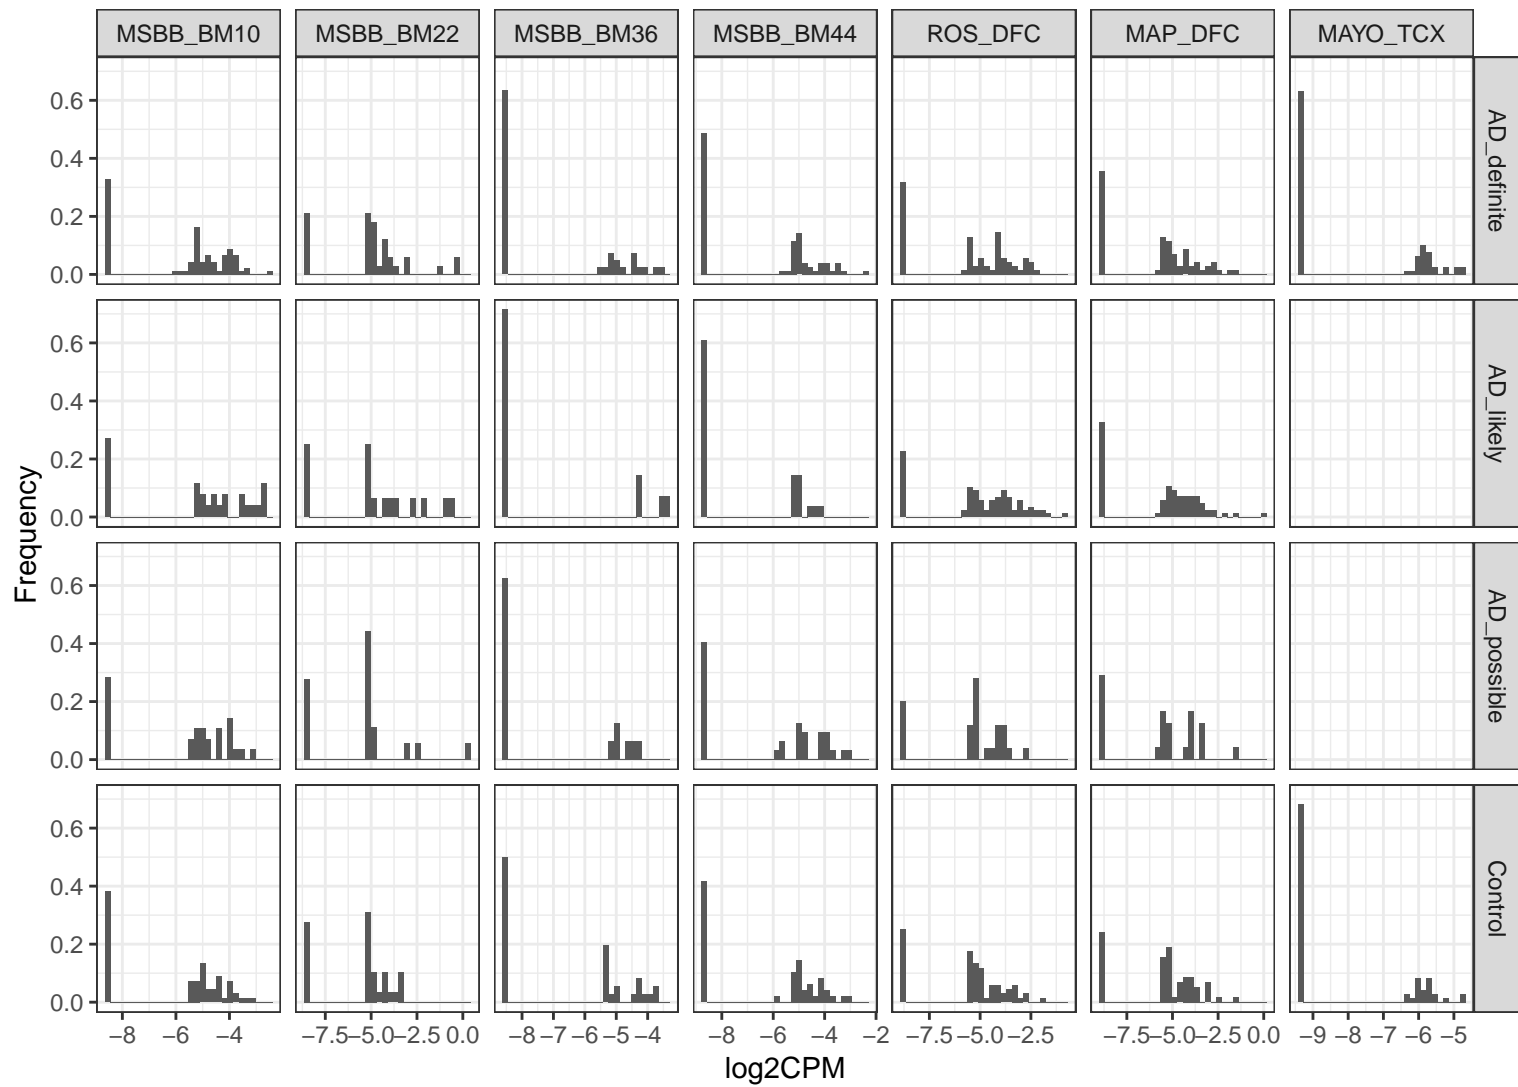 MSBB_BM10 MSBB_BM22 MSBB_BM36 MSBB_BM44 ROS_DFC MAP_DFC MAYO_TCX
0.6
0.4
0.2
0.0
AD_definite
0.6
0.4
0.2
0.0
AD_likely
0.6
0.4
0.2
0.0
AD_possible
0.6
0.4
0.2
0.0
Control
Frequency
−8 −6 −4 −7.5 −5.0 −2.5 0.0 −8 −7 −6 −5 −4 −8 −6 −4 −2 −7.5 −5.0 −2.5 −7.5 −5.0 −2.5 0.0 −9 −8 −7 −6 −5
log2CPM